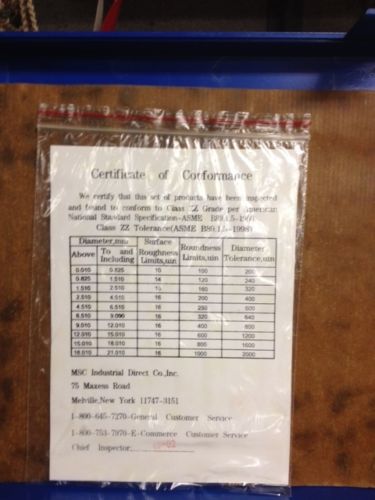 Certificate of Conformance
We certify that this set of products have been inspected
and found to conform to Class ZZ Grade per American
National Standard Specification-ASME B89.1.5-1998
Class ZZ Tolerance(ASME B89.1.5-1998)
Diameter,mm Surface Roughness Limits,uin Roundness Limits,uin Diameter Tolerance,uin
Above To and Including
0.010 0.825 10 100 200
0.825 1.510 14 120 240
1.510 2.510 16 160 320
2.510 4.510 16 200 400
4.510 6.510 16 250 500
6.510 9.010 16 320 640
9.010 12.010 16 400 800
12.010 15.010 16 600 1200
15.010 18.010 16 800 1600
18.010 21.010 16 1000 2000
MSC Industrial Direct Co.,Inc.
75 Maxess Road
Melville,New York 11747-3151
1-800-645-7270-General Customer Service
1-800-753-7970-E-Commerce Customer Service
Chief Inspector: